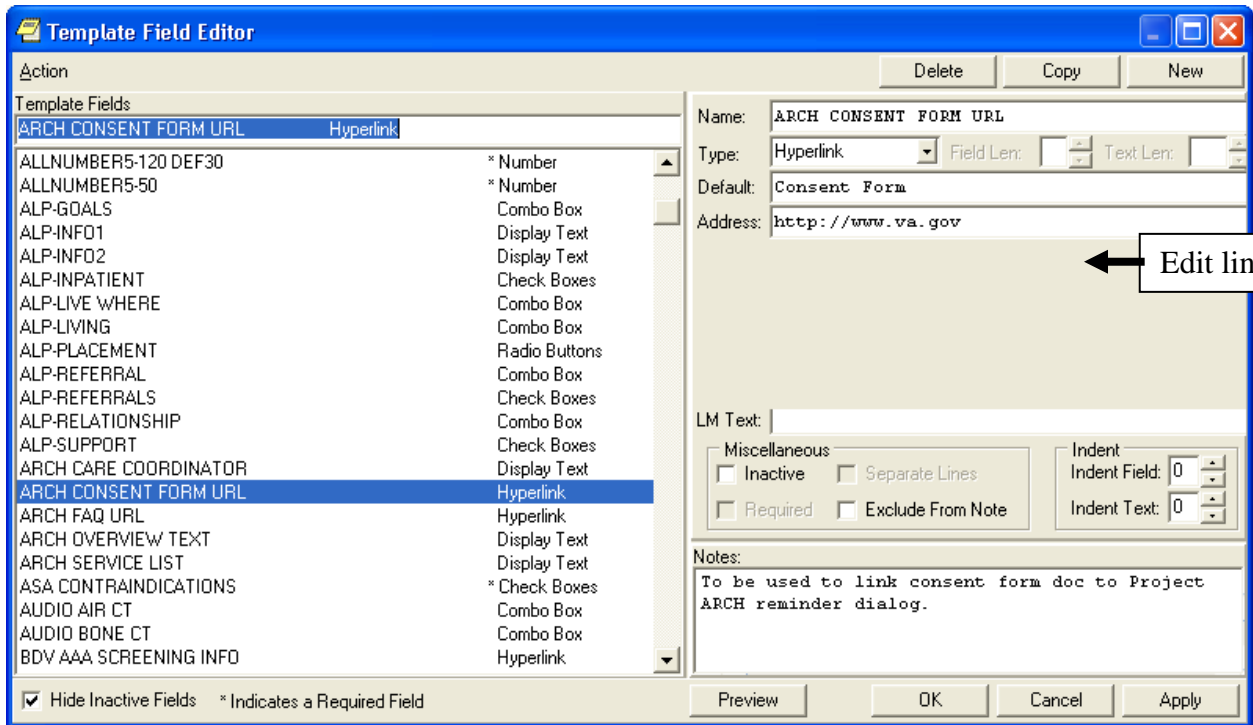 Template Field Editor
Action Delete Copy New
Template Fields
ARCH CONSENT FORM URL Hyperlink
ALLNUMBER5-120 DEF30 * Number
ALLNUMBER5-50 * Number
ALP-GOALS Combo Box
ALP-INFO1 Display Text
ALP-INFO2 Display Text
ALP-INPATIENT Check Boxes
ALP-LIVE WHERE Combo Box
ALP-LIVING Combo Box
ALP-PLACEMENT Radio Buttons
ALP-REFERRAL Combo Box
ALP-REFERRALS Check Boxes
ALP-RELATIONSHIP Combo Box
ALP-SUPPORT Check Boxes
ARCH CARE COORDINATOR Display Text
ARCH CONSENT FORM URL Hyperlink
ARCH FAQ URL Hyperlink
ARCH OVERVIEW TEXT Display Text
ARCH SERVICE LIST Display Text
ASA CONTRAINDICATIONS * Check Boxes
AUDIO AIR CT Combo Box
AUDIO BONE CT Combo Box
BDV AAA SCREENING INFO Hyperlink
Hide Inactive Fields * Indicates a Required Field
Name: ARCH CONSENT FORM URL
Type: Hyperlink Field Len: Text Len:
Default: Consent Form
Address: http://www.va.gov
Edit
LM Text:
Miscellaneous Indent
Inactive Separate Lines Indent Field: 0
Required Exclude From Note Indent Text: 0
Notes:
To be used to link consent form doc to Project
ARCH reminder dialog.
Preview OK Cancel Apply